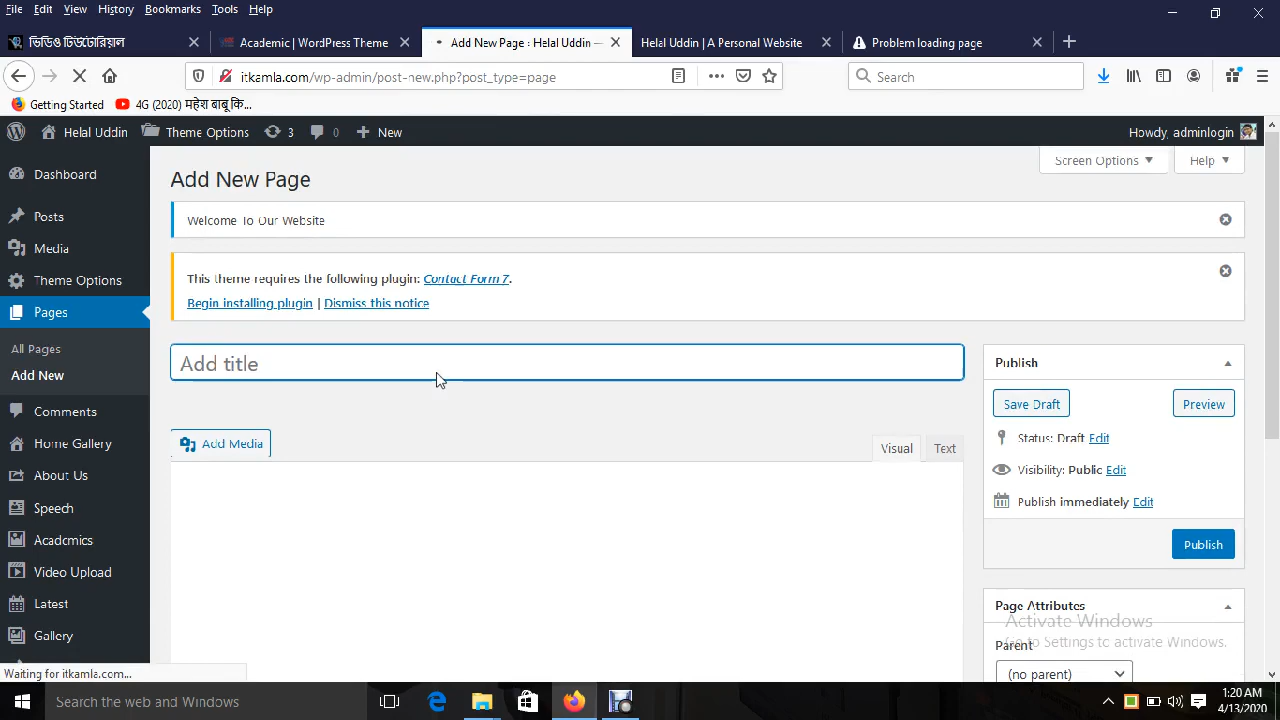 File Edit View History Bookmarks Tools Help
ভিডিও টিউটোরিয়াল
Academic | WordPress Theme
Add New Page ‹ Helal Uddin —
Helal Uddin | A Personal Website
Problem loading page
itkamla.com/wp-admin/post-new.php?post_type=page
Search
Getting Started
4G (2020) महेश बाबू कि...
Helal Uddin
Theme Options
3
0
New
Howdy, adminlogin
Dashboard
Posts
Media
Theme Options
Pages
All Pages
Add New
Comments
Home Gallery
About Us
Speech
Acadcmics
Video Upload
Latest
Gallery
Screen Options
Help
Add New Page
Welcome To Our Website
This theme requires the following plugin: Contact Form 7.
Begin installing plugin | Dismiss this notice
Add title
Add Media
Visual
Text
Publish
Save Draft
Preview
Status: Draft Edit
Visibility: Public Edit
Publish immediately Edit
Publish
Page Attributes
Activate Windows
Go to Settings to activate Windows.
Parent
(no parent)
Waiting for itkamla.com...
Search the web and Windows
1:20 AM
4/13/2020